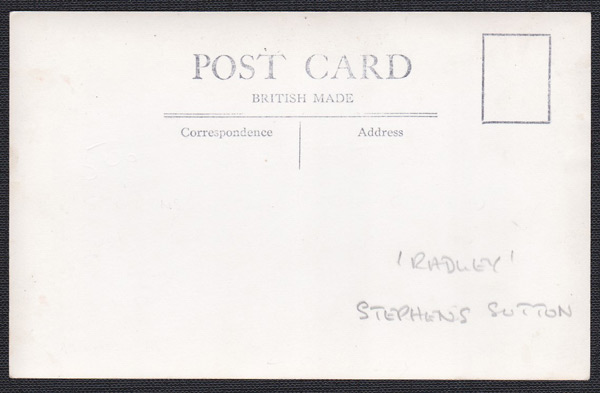 POST CARD
BRITISH MADE
Correspondence
Address
'RADLEY'
STEPHENS SUTTON